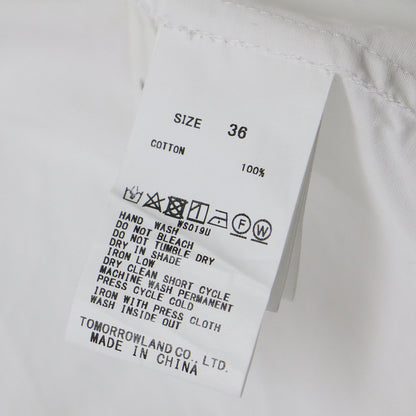 SIZE 36
COTTON 100%
WS019U
HAND WASH
DO NOT BLEACH
DO NOT TUMBLE DRY
DRY IN SHADE
IRON LOW
DRY CLEAN SHORT CYCLE
MACHINE WASH PERMANENT
PRESS CYCLE COLD
IRON WITH PRESS CLOTH
WASH INSIDE OUT
TOMORROWLAND CO., LTD.
MADE IN CHINA